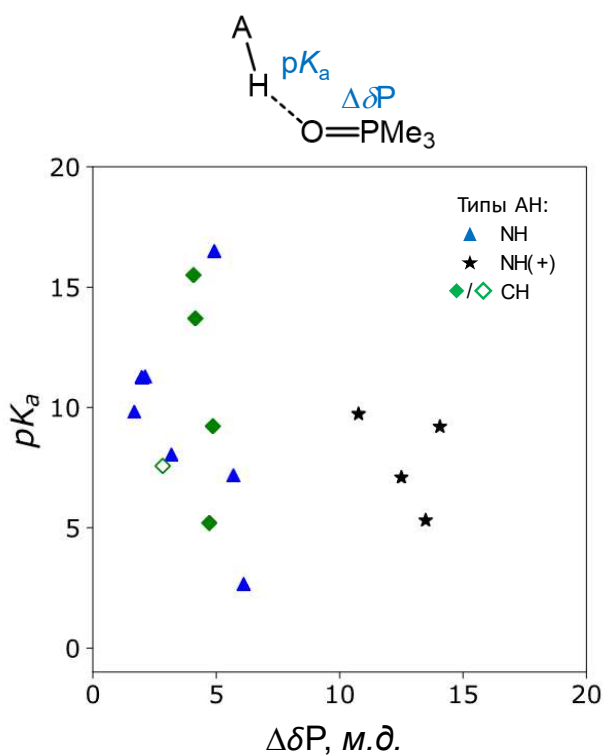 A
H
pKa
ΔδP
O=PMe3
20
15
10
5
0
pKa
Типы AH:
NH
NH(+)
/ CH
0 5 10 15 20
ΔδP, м.д.